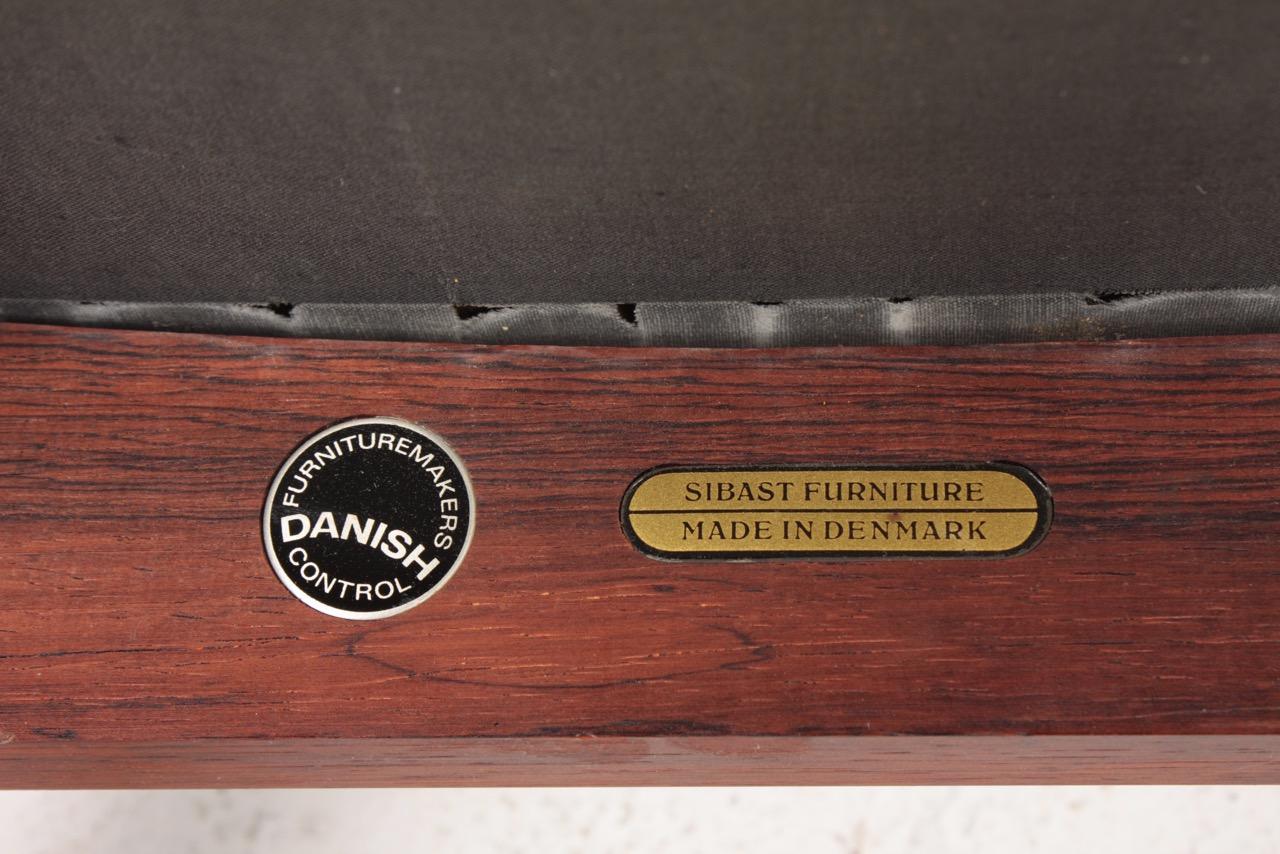 FURNITUREMAKERS
DANISH
CONTROL
SIBAST FURNITURE
MADE IN DENMARK